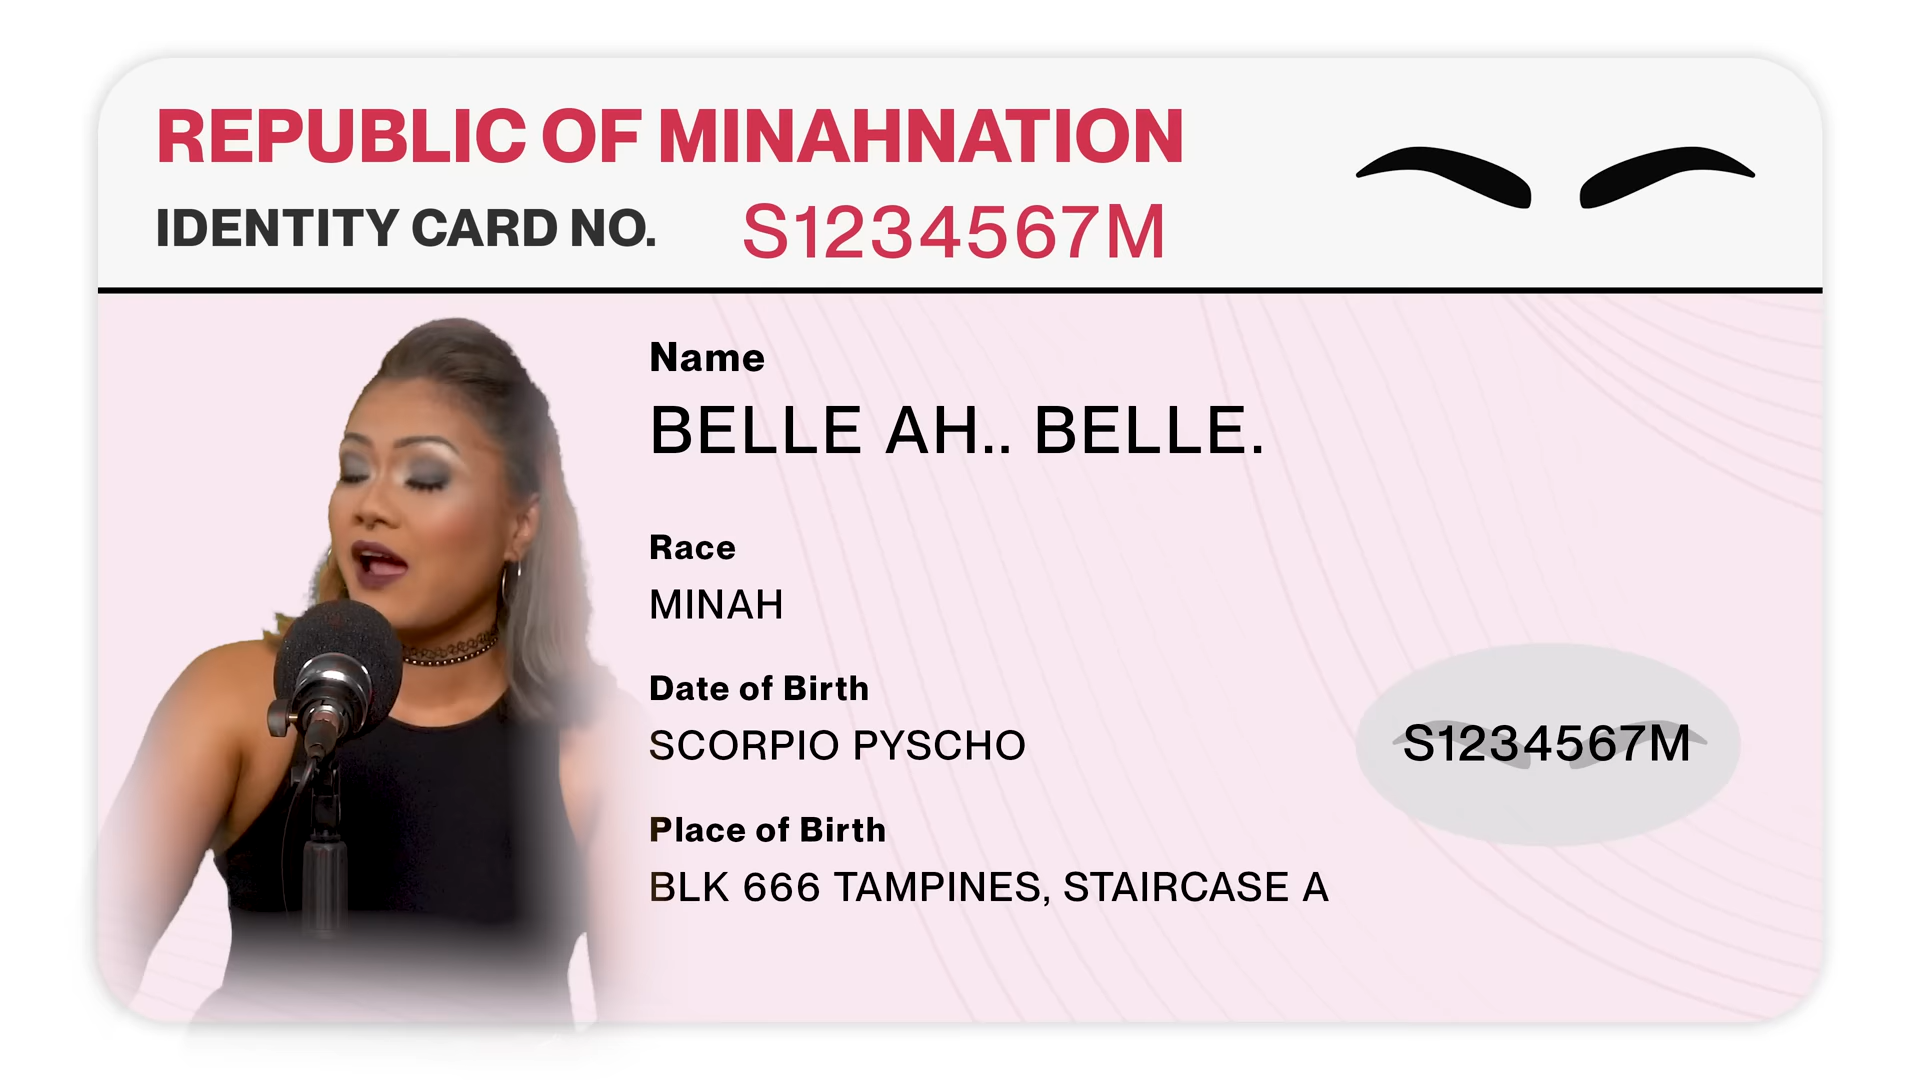 REPUBLIC OF MINAHNATION
IDENTITY CARD NO. S1234567M
Name
BELLE AH.. BELLE.
Race
MINAH
Date of Birth
SCORPIO PYSCHO
S1234567M
Place of Birth
BLK 666 TAMPINES, STAIRCASE A